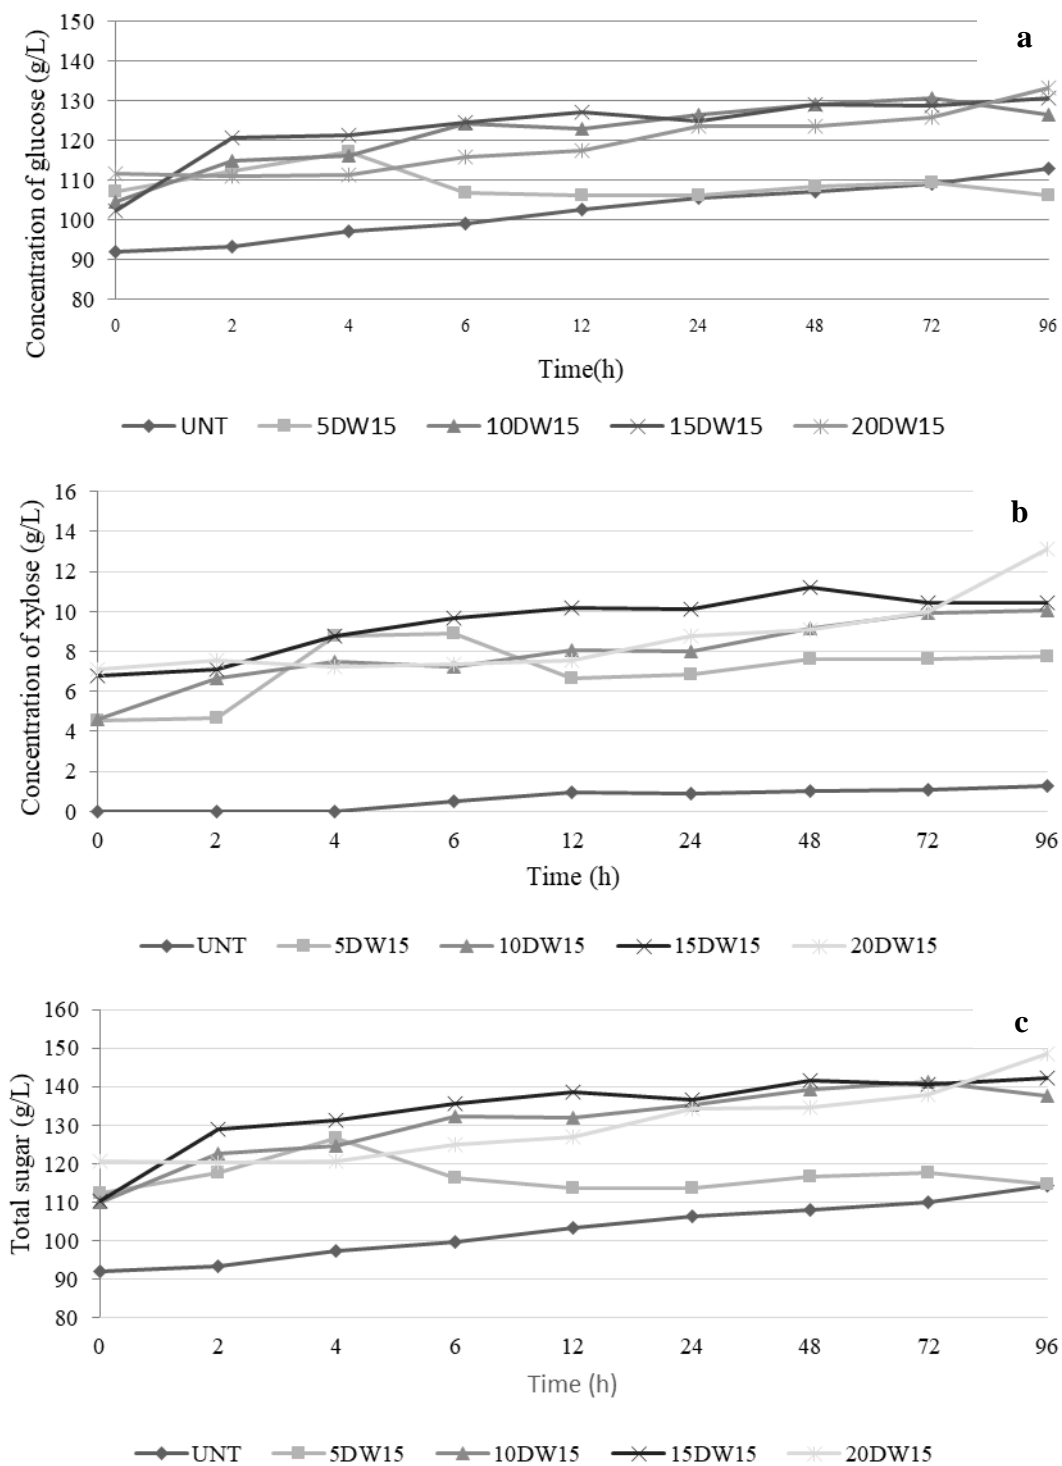 a
Concentration of glucose (g/L)
150
140
130
120
110
100
90
80
0 2 4 6 12 24 48 72 96
Time(h)
UNT 5DW15 10DW15 15DW15 20DW15
b
Concentration of xylose (g/L)
16
14
12
10
8
6
4
2
0
0 2 4 6 12 24 48 72 96
Time (h)
UNT 5DW15 10DW15 15DW15 20DW15
c
Total sugar (g/L)
160
150
140
130
120
110
100
90
80
0 2 4 6 12 24 48 72 96
Time (h)
UNT 5DW15 10DW15 15DW15 20DW15